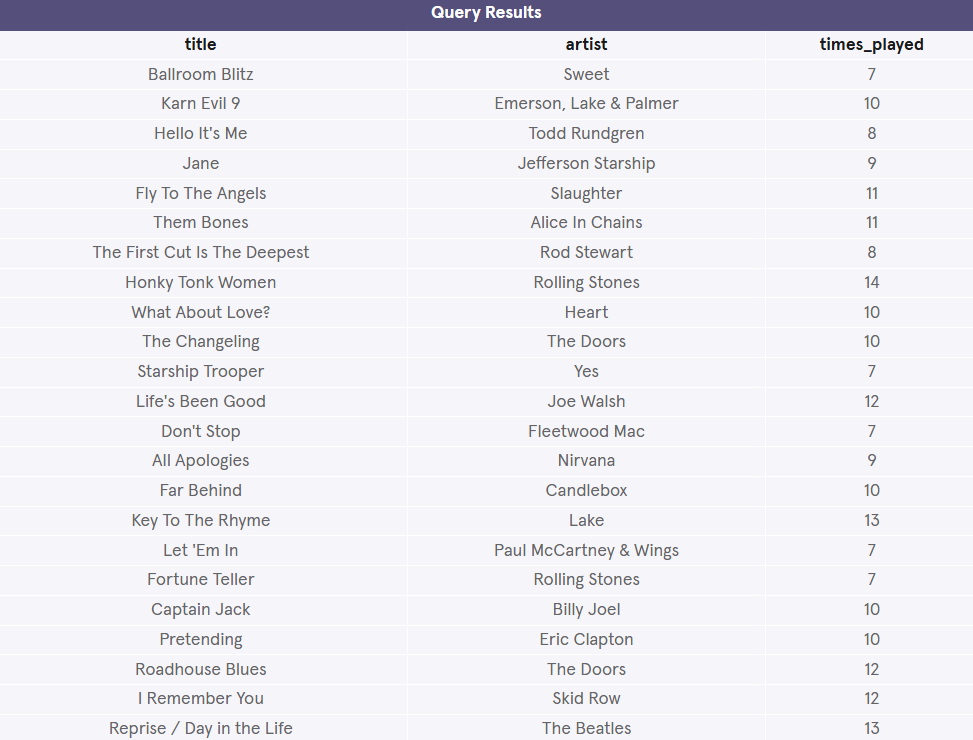 Query Results
title artist times_played
Ballroom Blitz Sweet 7
Karn Evil 9 Emerson, Lake & Palmer 10
Hello It's Me Todd Rundgren 8
Jane Jefferson Starship 9
Fly To The Angels Slaughter 11
Them Bones Alice In Chains 11
The First Cut Is The Deepest Rod Stewart 8
Honky Tonk Women Rolling Stones 14
What About Love? Heart 10
The Changeling The Doors 10
Starship Trooper Yes 7
Life's Been Good Joe Walsh 12
Don't Stop Fleetwood Mac 7
All Apologies Nirvana 9
Far Behind Candlebox 10
Key To The Rhyme Lake 13
Let 'Em In Paul McCartney & Wings 7
Fortune Teller Rolling Stones 7
Captain Jack Billy Joel 10
Pretending Eric Clapton 10
Roadhouse Blues The Doors 12
I Remember You Skid Row 12
Reprise / Day in the Life The Beatles 13